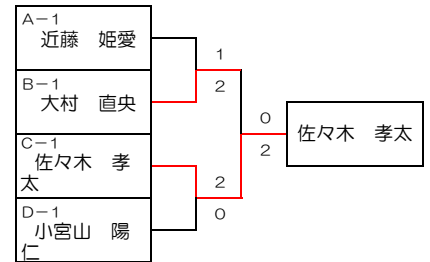 A－1
近藤　姫愛
B－1
大村　直央
C－1
佐々木　孝
太
D－1
小宮山　陽
仁
1
2
2
0
0
2
佐々木　孝太